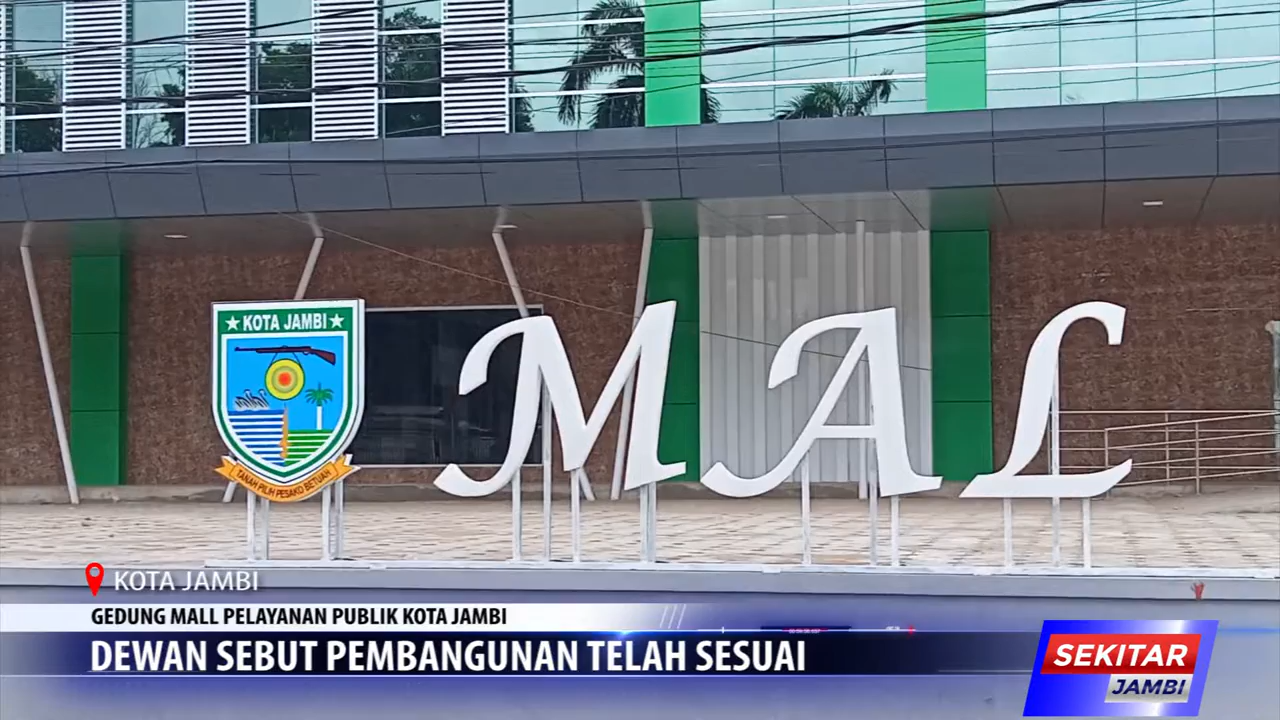 ★ KOTA JAMBI ★
TANAH PILIH PESAKO BETUAH
MAL
KOTA JAMBI
GEDUNG MALL PELAYANAN PUBLIK KOTA JAMBI
DEWAN SEBUT PEMBANGUNAN TELAH SESUAI
SEKITAR
JAMBI